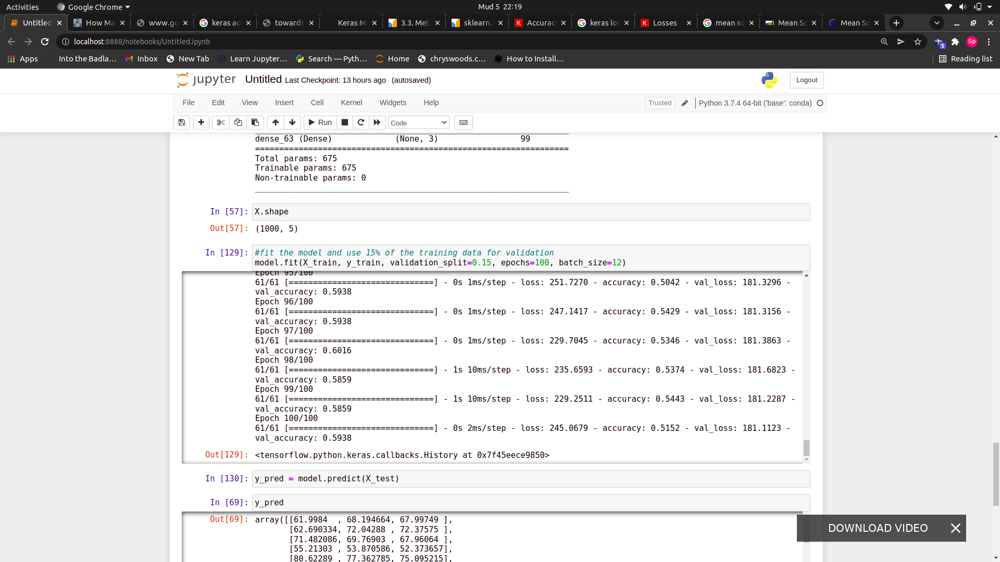 Activities Google Chrome Mud 5 22:19
Untitled How Ma www.go keras acc towards Keras Me 3.3. Met sklearn. Accurac keras los Losses mean sq Mean Sq Mean Sq
localhost:8888/notebooks/Untitled.ipynb Sp 5
Apps Into the Badla... Inbox New Tab Learn Jupyter... Search — Pyth... Home chryswoods.c... How to Install... Reading list
jupyter Untitled Last Checkpoint: 13 hours ago (autosaved) Logout
File Edit View Insert Cell Kernel Widgets Help Trusted Python 3.7.4 64-bit ('base': conda)
Run Code
dense_63 (Dense) (None, 3) 99
=================================================================
Total params: 675
Trainable params: 675
Non-trainable params: 0
_________________________________________________________________
In [57]: X.shape
Out[57]: (1000, 5)
In [129]: #fit the model and use 15% of the training data for validation
model.fit(X_train, y_train, validation_split=0.15, epochs=100, batch_size=12)
Epoch 95/100
61/61 [==============================] - 0s 1ms/step - loss: 251.7270 - accuracy: 0.5042 - val_loss: 181.3296 -
val_accuracy: 0.5938
Epoch 96/100
61/61 [==============================] - 0s 1ms/step - loss: 247.1417 - accuracy: 0.5429 - val_loss: 181.3156 -
val_accuracy: 0.5938
Epoch 97/100
61/61 [==============================] - 0s 1ms/step - loss: 229.7045 - accuracy: 0.5346 - val_loss: 181.3863 -
val_accuracy: 0.6016
Epoch 98/100
61/61 [==============================] - 1s 10ms/step - loss: 235.6593 - accuracy: 0.5374 - val_loss: 181.6823 -
val_accuracy: 0.5859
Epoch 99/100
61/61 [==============================] - 1s 10ms/step - loss: 229.2511 - accuracy: 0.5443 - val_loss: 181.2287 -
val_accuracy: 0.5859
Epoch 100/100
61/61 [==============================] - 0s 2ms/step - loss: 245.0679 - accuracy: 0.5152 - val_loss: 181.1123 -
val_accuracy: 0.5938
Out[129]: <tensorflow.python.keras.callbacks.History at 0x7f45eece9850>
In [130]: y_pred = model.predict(X_test)
In [69]: y_pred
Out[69]: array([[61.9984 , 68.194664, 67.99749 ],
[62.690334, 72.04288 , 72.37575 ],
[71.482086, 69.76903 , 67.96064 ],
[55.21303 , 53.870586, 52.373657],
[80.62289 , 77.362785, 75.095215],
DOWNLOAD VIDEO